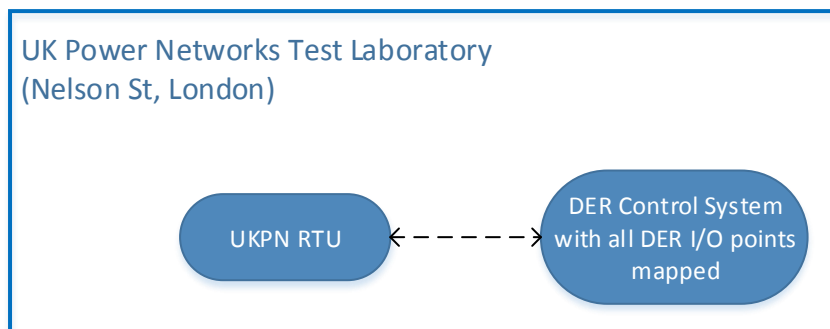 UK Power Networks Test Laboratory
(Nelson St, London)
UKPN RTU
DER Control System
with all DER I/O points
mapped